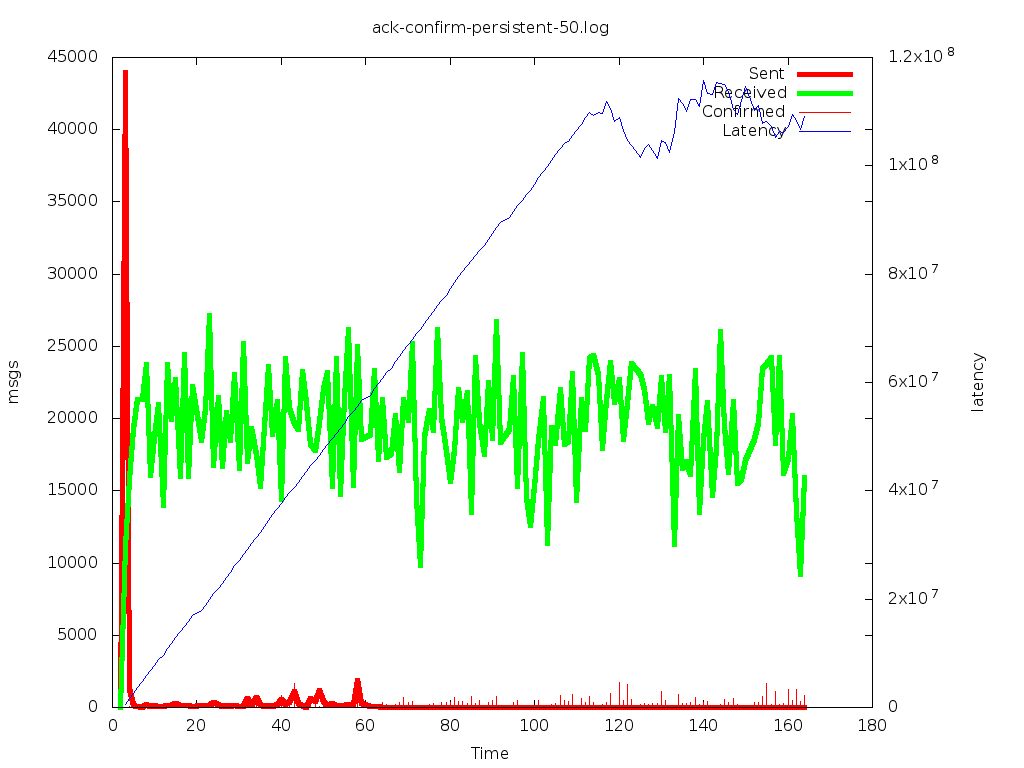 ack-confirm-persistent-50.log
45000
40000
35000
30000
25000
20000
15000
10000
5000
0
msgs
1.2x10^8
1x10^8
8x10^7
6x10^7
4x10^7
2x10^7
0
latency
Sent
Received
Confirmed
Latency
0 20 40 60 80 100 120 140 160 180
Time